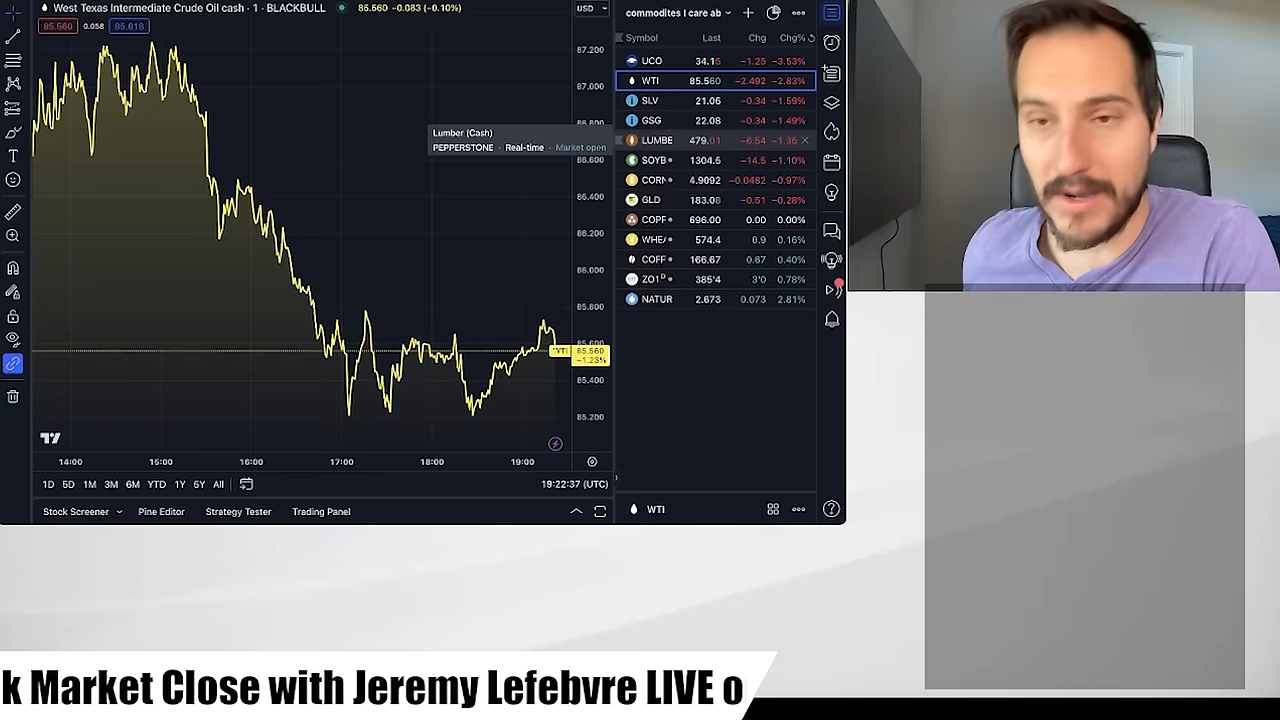 West Texas Intermediate Crude Oil cash · 1 · BLACKBULL 85.560 −0.083 (−0.10%) USD
85.560 0.058 85.618
87.200
87.000
86.800
86.600
86.400
86.200
86.000
85.800
85.600
85.400
85.200
Lumber (Cash)
PEPPERSTONE · Real-time · Market open
WTI 85.560
−1.23%
14:00 15:00 16:00 17:00 18:00 19:00
1D 5D 1M 3M 6M YTD 1Y 5Y All 19:22:37 (UTC)
Stock Screener Pine Editor Strategy Tester Trading Panel
commodites I care ab
Symbol Last Chg Chg%
UCO 34.15 −1.25 −3.53%
WTI 85.560 −2.492 −2.83%
SLV 21.06 −0.34 −1.59%
GSG 22.08 −0.34 −1.49%
LUMBE 479.01 −6.54 −1.35
SOYB 1304.5 −14.5 −1.10%
CORN 4.9092 −0.0482 −0.97%
GLD 183.08 −0.51 −0.28%
COPF 696.00 0.00 0.00%
WHE 574.4 0.9 0.16%
COFF 166.67 0.67 0.40%
ZO1 D 385'4 3'0 0.78%
NATUR 2.673 0.073 2.81%
WTI
k Market Close with Jeremy Lefebvre LIVE o